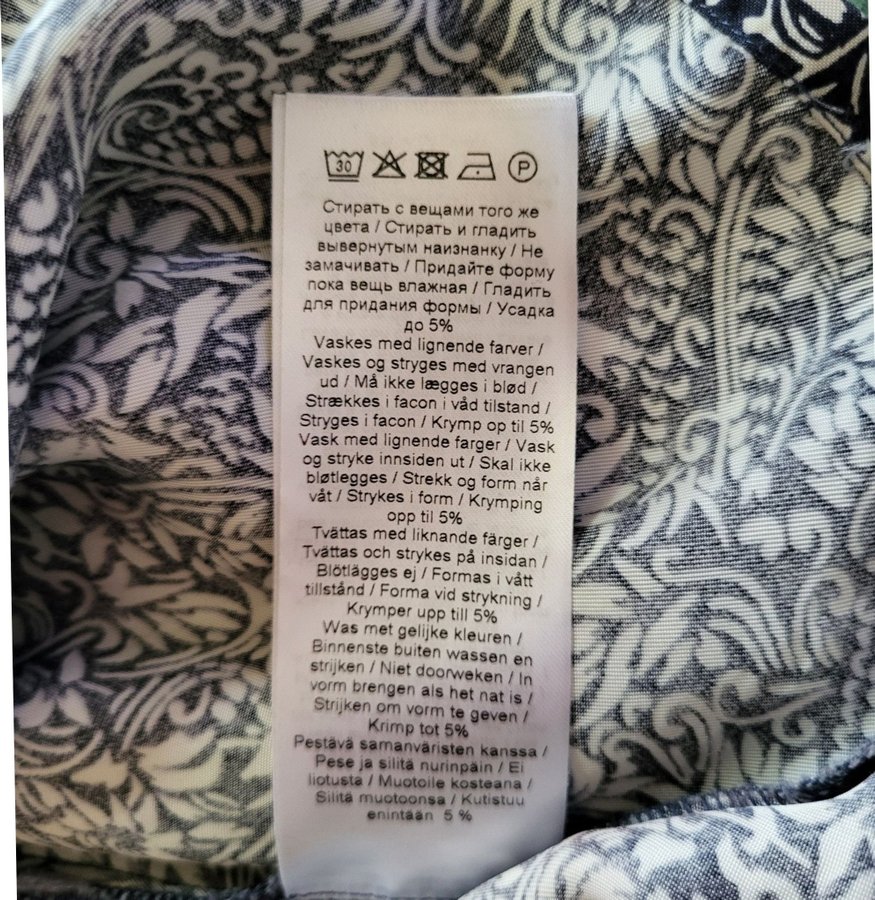 30 P
Стирать с вещами того же
цвета / Стирать и гладить
вывернутым наизнанку / Не
замачивать / Придайте форму
пока вещь влажная / Гладить
для придания формы / Усадка
до 5%
Vaskes med lignende farver /
Vaskes og stryges med vrangen
ud / Må ikke lægges i blød /
Strækkes i facon i våd tilstand /
Stryges i facon / Krymp op til 5%
Vask med lignende farger / Vask
og stryke innsiden ut / Skal ikke
bløtlegges / Strekk og form når
våt / Strykes i form / Krymping
opp til 5%
Tvättas med liknande färger /
Tvättas och strykes på insidan /
Blötlägges ej / Formas i vått
tillstånd / Forma vid strykning /
Krymper upp till 5%
Was met gelijke kleuren /
Binnenste buiten wassen en
strijken / Niet doorweken / In
vorm brengen als het nat is /
Strijken om vorm te geven /
Krimp tot 5%
Pestävä samanväristen kanssa /
Pese ja silitä nurinpäin / Ei
liotusta / Muotoile kosteana /
Silitä muotoonsa / Kutistuu
enintään 5 %